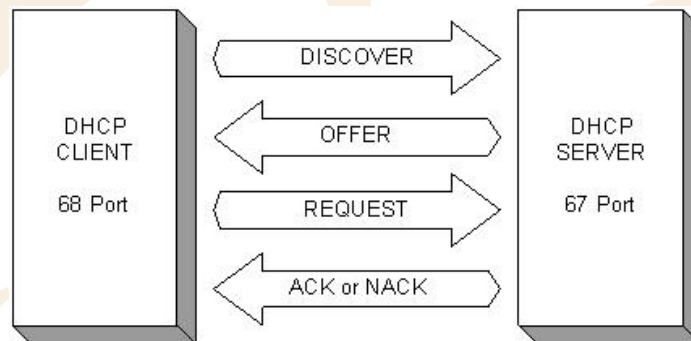 DHCP
CLIENT
68 Port
DISCOVER
OFFER
REQUEST
ACK or NACK
DHCP
SERVER
67 Port